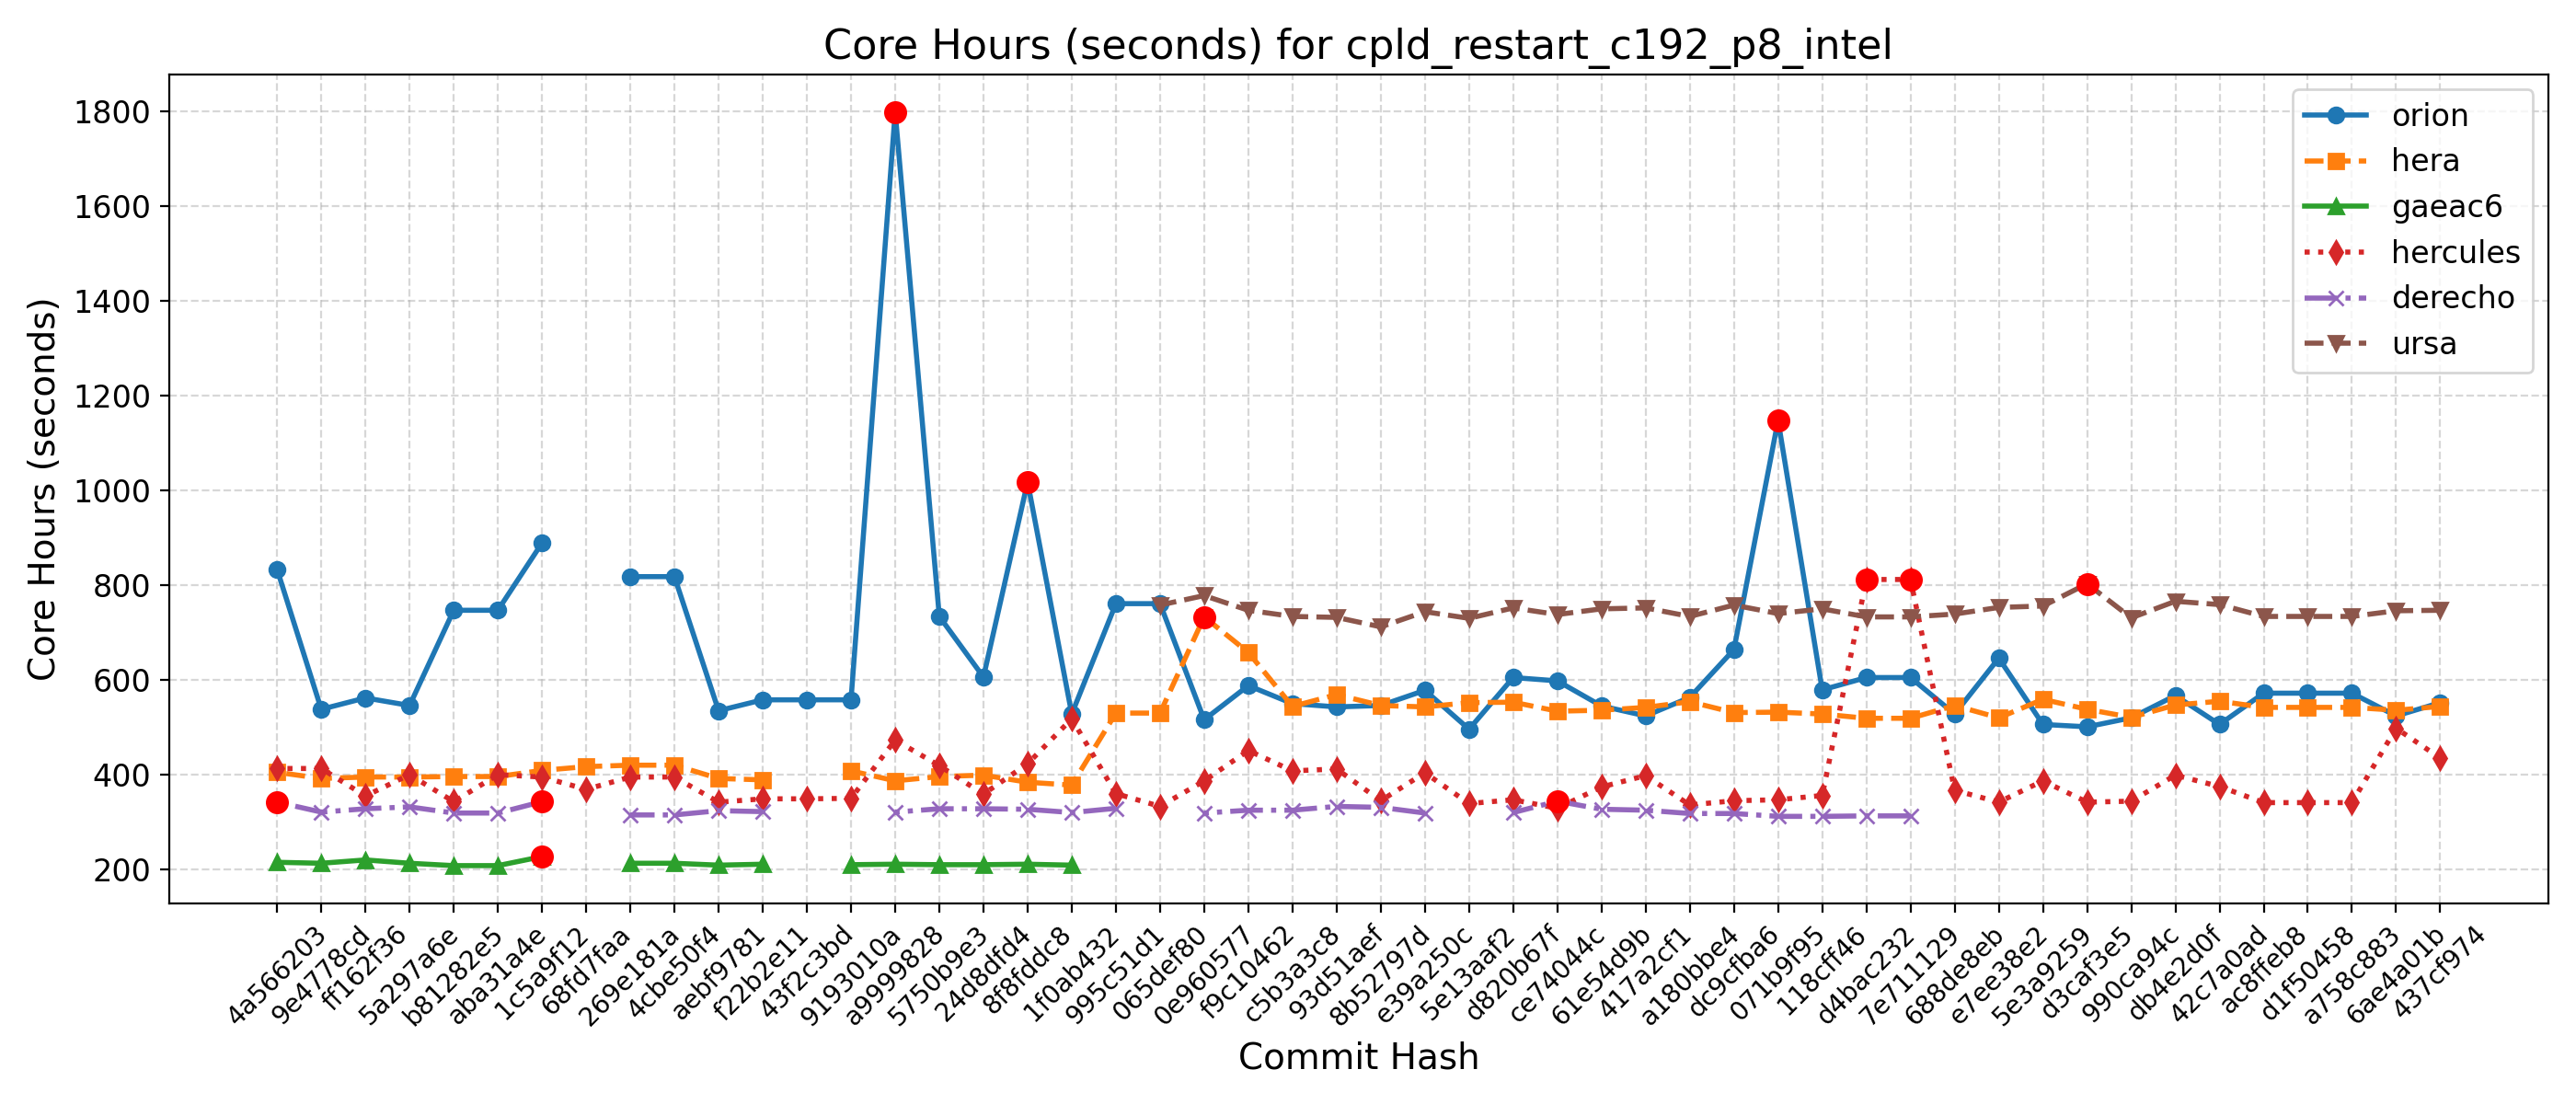 Core Hours (seconds) for cpld_restart_c192_p8_intel
Core Hours (seconds)
1800
1600
1400
1200
1000
800
600
400
200
orion
hera
gaeac6
hercules
derecho
ursa
4a566203
9e4778cd
ff162f36
5a297a6e
b81282e5
aba31a4e
1c5a9f12
68fd7faa
269e181a
4cbe50f4
aebf9781
f22b2e11
43f2c3bd
9193010a
a9999828
5750b9e3
24d8dfd4
8f8fddc8
1f0ab432
995c51d1
065def80
0e960577
f9c10462
c5b3a3c8
93d51aef
8b52797d
e39a250c
5e13aaf2
d820b67f
ce74044c
61e54d9b
417a2cf1
a180bbe4
dc9cfba6
071b9f95
118cff46
d4bac232
7e711129
688de8eb
e7ee38e2
5e3a9259
d3caf3e5
990ca94c
db4e2d0f
42c7a0ad
ac8ffeb8
d1f50458
a758c883
6ae4a01b
437cf974
Commit Hash